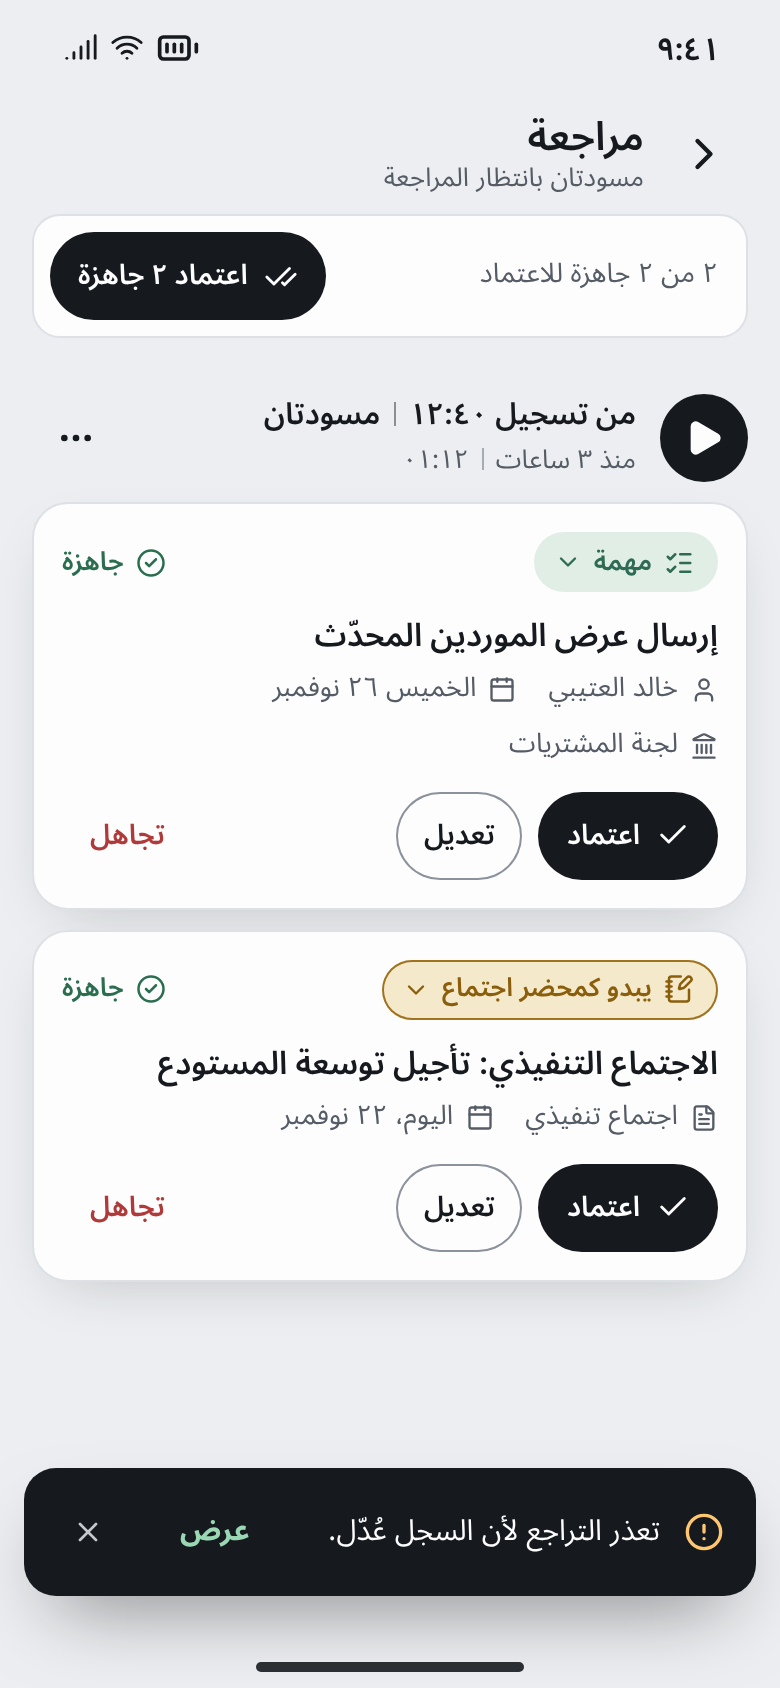 ٩:٤١
مراجعة
مسودتان بانتظار المراجعة
٢ من ٢ جاهزة للاعتماد
اعتماد ٢ جاهزة
من تسجيل ١٢:٤٠ | مسودتان
منذ ٣ ساعات | ٠١:١٢
مهمة
جاهزة
إرسال عرض الموردين المحدّث
خالد العتيبي
الخميس ٢٦ نوفمبر
لجنة المشتريات
اعتماد
تعديل
تجاهل
يبدو كمحضر اجتماع
جاهزة
الاجتماع التنفيذي: تأجيل توسعة المستودع
اجتماع تنفيذي
اليوم، ٢٢ نوفمبر
اعتماد
تعديل
تجاهل
تعذر التراجع لأن السجل عُدّل.
عرض